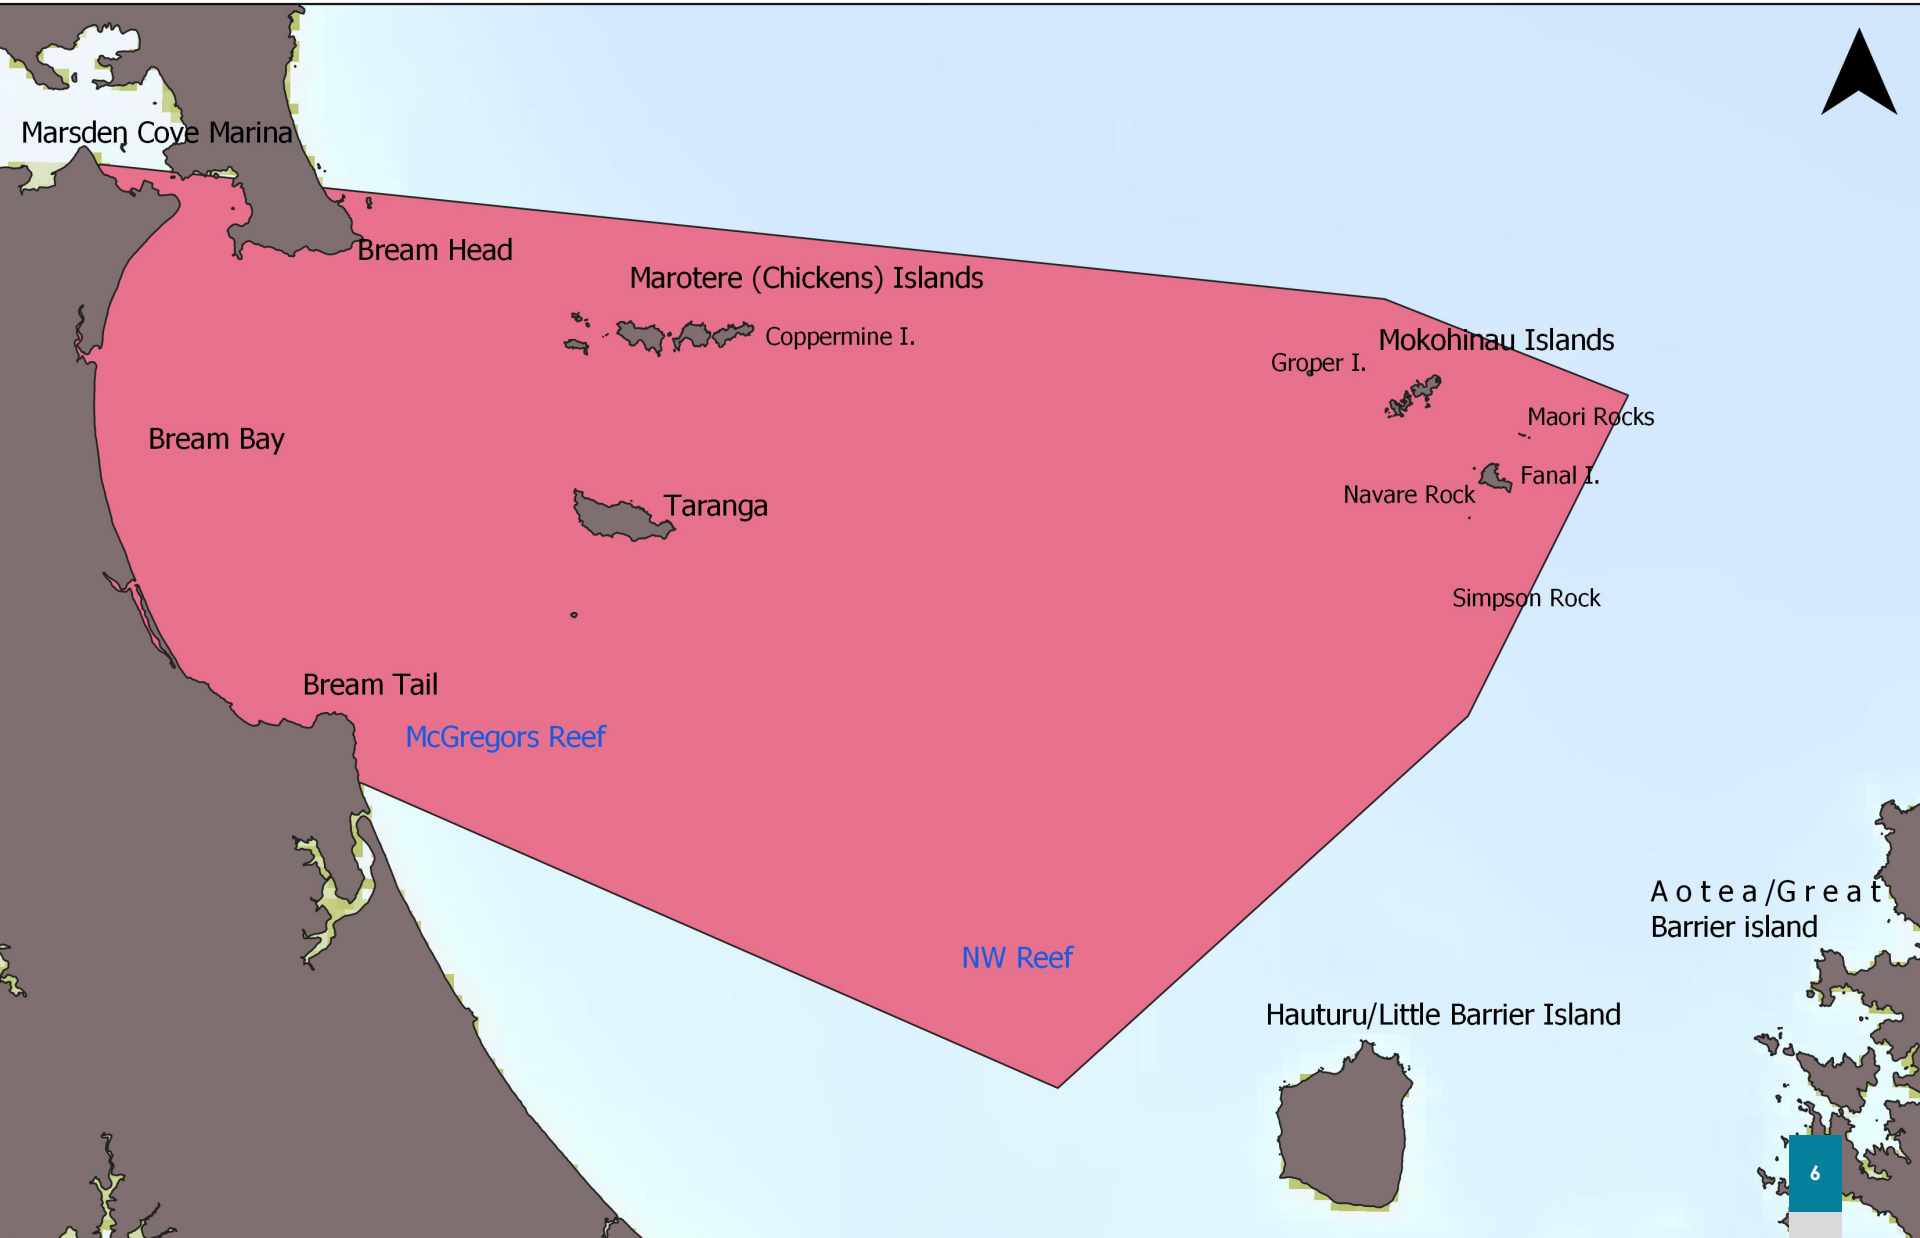 Marsden Cove Marina
Bream Head
Marotere (Chickens) Islands
Coppermine I.
Mokohinau Islands
Groper I.
Maori Rocks
Bream Bay
Fanal I.
Navare Rock
Taranga
Simpson Rock
Bream Tail
McGregors Reef
Aotea/Great
Barrier island
NW Reef
Hauturu/Little Barrier Island
6